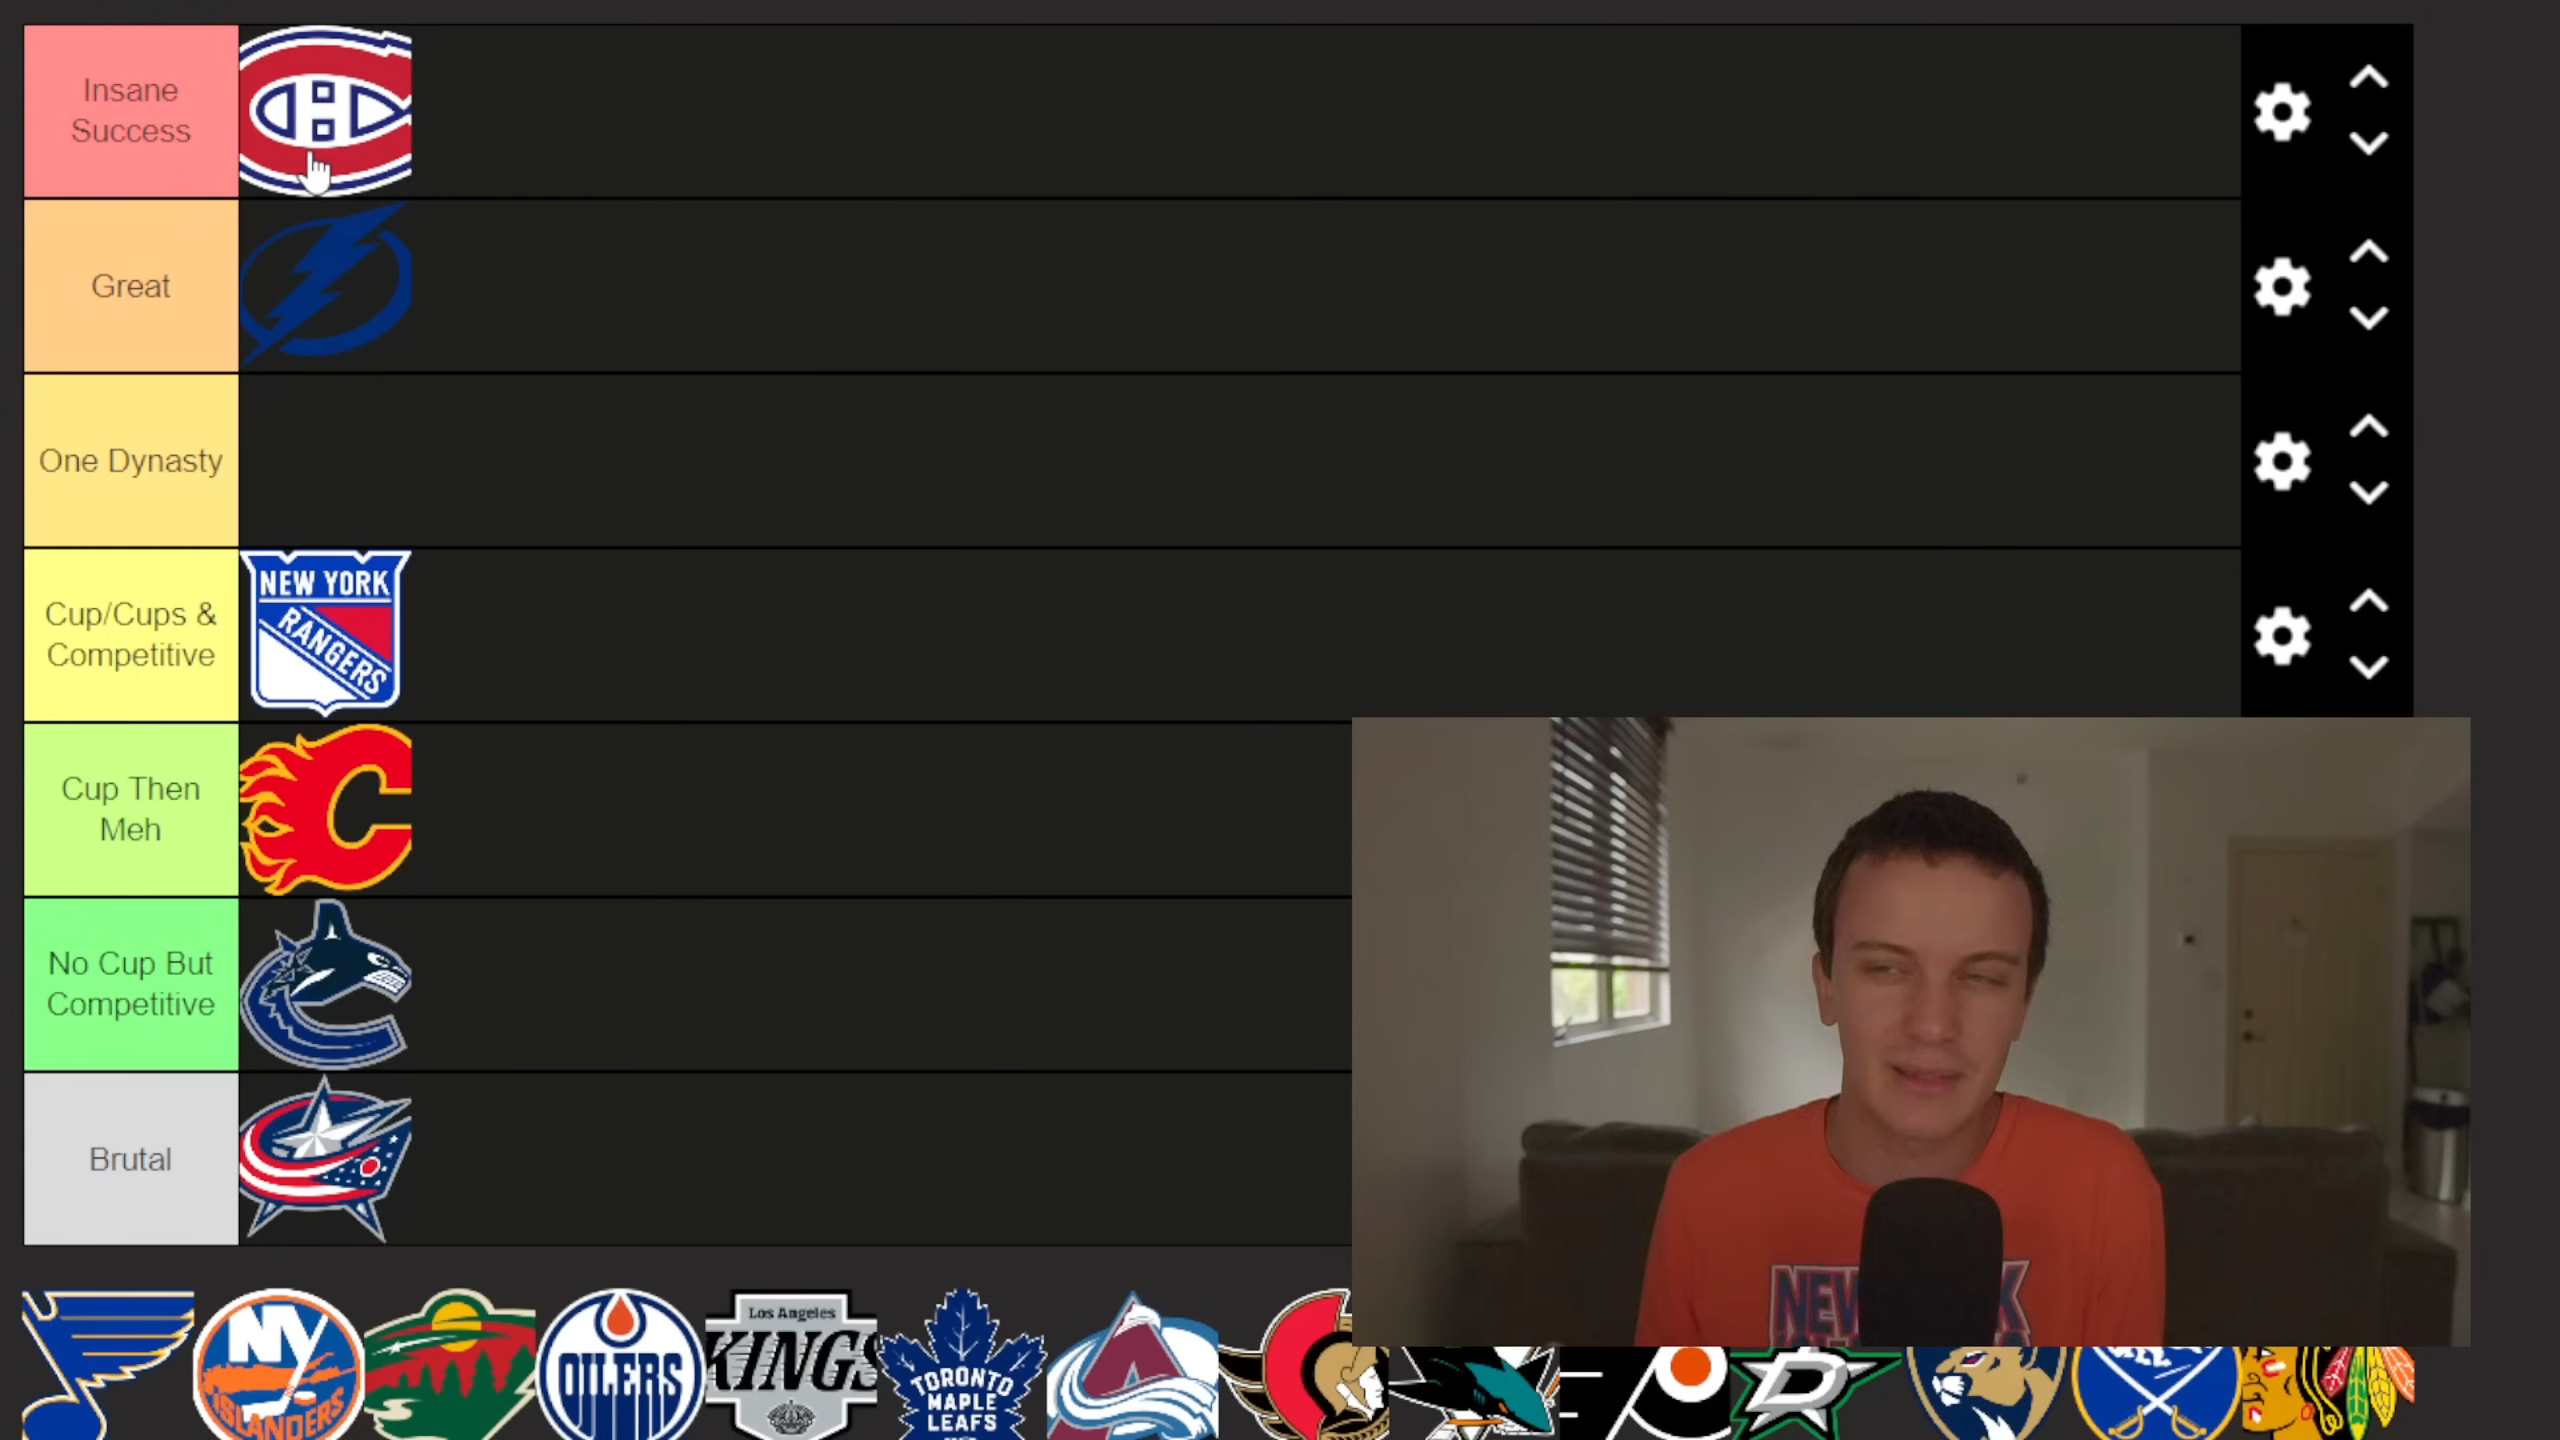 Insane
Success
Great
One Dynasty
Cup/Cups &
Competitive
NEW YORK
RANGERS
Cup Then
Meh
No Cup But
Competitive
Brutal
NY
ISLANDERS
OILERS
Los Angeles
KINGS
TORONTO
MAPLE
LEAFS
D
NEW